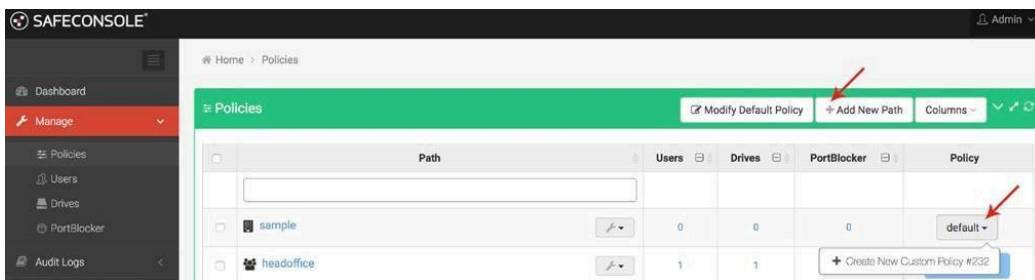 SAFECONSOLE
Admin
Home > Policies
Dashboard
Manage
Policies
Users
Drives
PortBlocker
Audit Logs
Policies
Modify Default Policy
+ Add New Path
Columns
Path Users Drives PortBlocker Policy
sample 0 0 0 default
headoffice 1 1
+ Create New Custom Policy #232